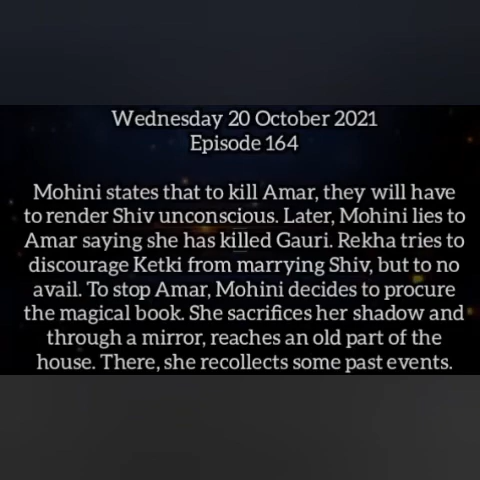 Wednesday 20 October 2021
Episode 164
Mohini states that to kill Amar, they will have
to render Shiv unconscious. Later, Mohini lies to
Amar saying she has killed Gauri. Rekha tries to
discourage Ketki from marrying Shiv, but to no
avail. To stop Amar, Mohini decides to procure
the magical book. She sacrifices her shadow and
through a mirror, reaches an old part of the
house. There, she recollects some past events.